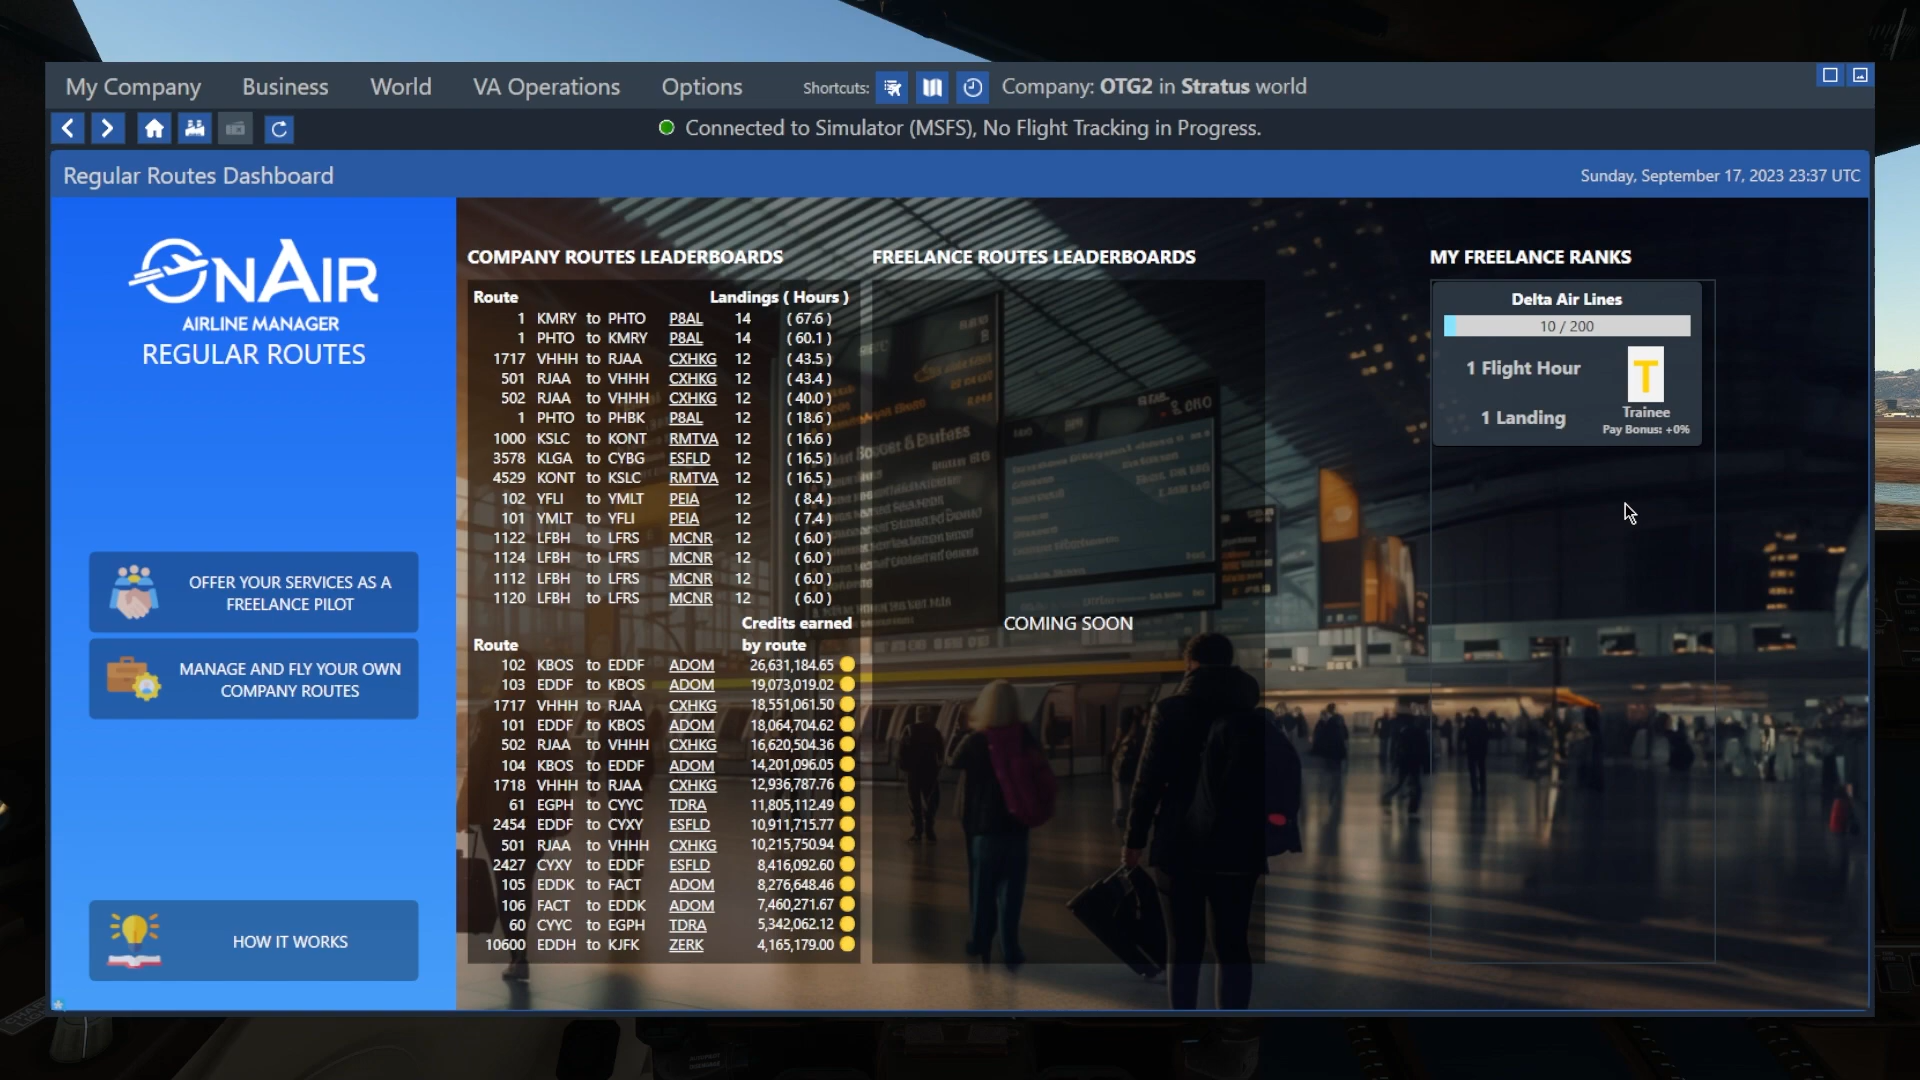 My Company Business World VA Operations Options Shortcuts: Company: OTG2 in Stratus world
Connected to Simulator (MSFS), No Flight Tracking in Progress.
Regular Routes Dashboard
Sunday, September 17, 2023 23:37 UTC
ONAIR
AIRLINE MANAGER
REGULAR ROUTES
OFFER YOUR SERVICES AS A
FREELANCE PILOT
MANAGE AND FLY YOUR OWN
COMPANY ROUTES
HOW IT WORKS
COMPANY ROUTES LEADERBOARDS
Route Landings ( Hours )
1 KMRY to PHTO P8AL 14 ( 67.6 )
1 PHTO to KMRY P8AL 14 ( 60.1 )
1717 VHHH to RJAA CXHKG 12 ( 43.5 )
501 RJAA to VHHH CXHKG 12 ( 43.4 )
502 RJAA to VHHH CXHKG 12 ( 40.0 )
1 PHTO to PHBK P8AL 12 ( 18.6 )
1000 KSLC to KONT RMTVA 12 ( 16.6 )
3578 KLGA to CYBG ESFLD 12 ( 16.5 )
4529 KONT to KSLC RMTVA 12 ( 16.5 )
102 YFLI to YMLT PEIA 12 ( 8.4 )
101 YMLT to YFLI PEIA 12 ( 7.4 )
1122 LFBH to LFRS MCNR 12 ( 6.0 )
1124 LFBH to LFRS MCNR 12 ( 6.0 )
1112 LFBH to LFRS MCNR 12 ( 6.0 )
1120 LFBH to LFRS MCNR 12 ( 6.0 )
Credits earned
Route by route
102 KBOS to EDDF ADOM 26,631,184.65
103 EDDF to KBOS ADOM 19,073,019.02
1717 VHHH to RJAA CXHKG 18,551,061.50
101 EDDF to KBOS ADOM 18,064,704.62
502 RJAA to VHHH CXHKG 16,620,504.36
104 KBOS to EDDF ADOM 14,201,096.05
1718 VHHH to RJAA CXHKG 12,936,787.76
61 EGPH to CYYC TDRA 11,805,112.49
2454 EDDF to CYXY ESFLD 10,911,715.77
501 RJAA to VHHH CXHKG 10,215,750.94
2427 CYXY to EDDF ESFLD 8,416,092.60
105 EDDK to FACT ADOM 8,276,648.46
106 FACT to EDDK ADOM 7,460,271.67
60 CYYC to EGPH TDRA 5,342,062.12
10600 EDDH to KJFK ZERK 4,165,179.00
FREELANCE ROUTES LEADERBOARDS
COMING SOON
MY FREELANCE RANKS
Delta Air Lines
10 / 200
1 Flight Hour
T
1 Landing
Trainee
Pay Bonus: +0%